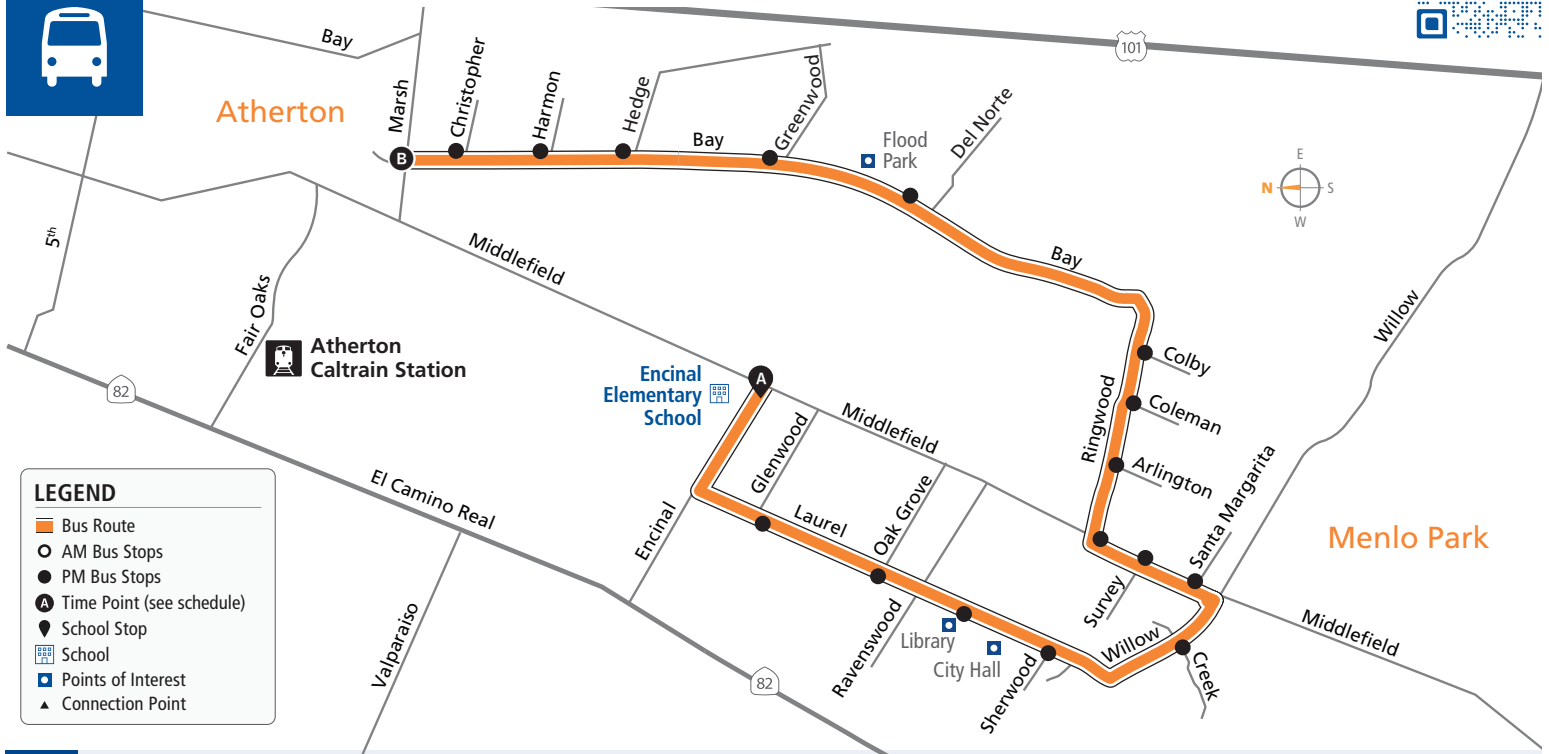 Bay
101
Atherton
Marsh
Christopher
Harmon
Hedge
Bay
Greenwood
Flood
Park
Del Norte
E
N
S
W
B
5th
Fair Oaks
Middlefield
Bay
Willow
Atherton
Caltrain Station
82
Encinal
Elementary
School
A
Colby
Coleman
Ringwood
Arlington
Middlefield
Glenwood
Santa Margarita
Menlo Park
El Camino Real
Encinal
Laurel
Oak Grove
Survey
Ravenswood
Library
City Hall
Sherwood
Willow
Creek
Middlefield
Valparaiso
82
LEGEND
Bus Route
AM Bus Stops
PM Bus Stops
A Time Point (see schedule)
School Stop
School
Points of Interest
Connection Point